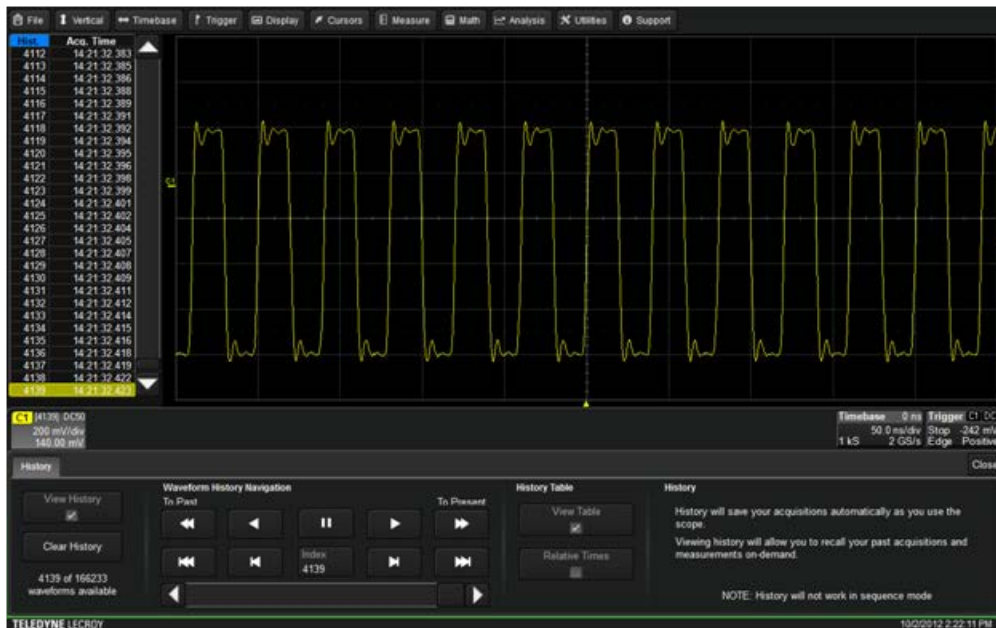 File Vertical Timebase Trigger Display Cursors Measure Math Analysis Utilities Support
Hist. Acq. Time
4112 14:21:32.383
4113 14:21:32.385
4114 14:21:32.386
4115 14:21:32.388
4116 14:21:32.389
4117 14:21:32.391
4118 14:21:32.392
4119 14:21:32.394
4120 14:21:32.395
4121 14:21:32.396
4122 14:21:32.398
4123 14:21:32.399
4124 14:21:32.401
4125 14:21:32.402
4126 14:21:32.404
4127 14:21:32.405
4128 14:21:32.407
4129 14:21:32.408
4130 14:21:32.409
4131 14:21:32.411
4132 14:21:32.412
4133 14:21:32.414
4134 14:21:32.415
4135 14:21:32.416
4136 14:21:32.418
4137 14:21:32.419
4138 14:21:32.422
4139 14:21:32.423
C1
C1 [4139] DC50
200 mV/div
140.00 mV
Timebase 0 ns
50.0 ns/div
1 kS 2 GS/s
Trigger C1 DC
Stop -242 mV
Edge Positive
History
Close
View History
Clear History
4139 of 166233
waveforms available
Waveform History Navigation
To Past To Present
Index
4139
History Table
View Table
Relative Times
History
History will save your acquisitions automatically as you use the
scope.
Viewing history will allow you to recall your past acquisitions and
measurements on-demand.
NOTE: History will not work in sequence mode
TELEDYNE LECROY
10/2/2012 2:22:11 PM